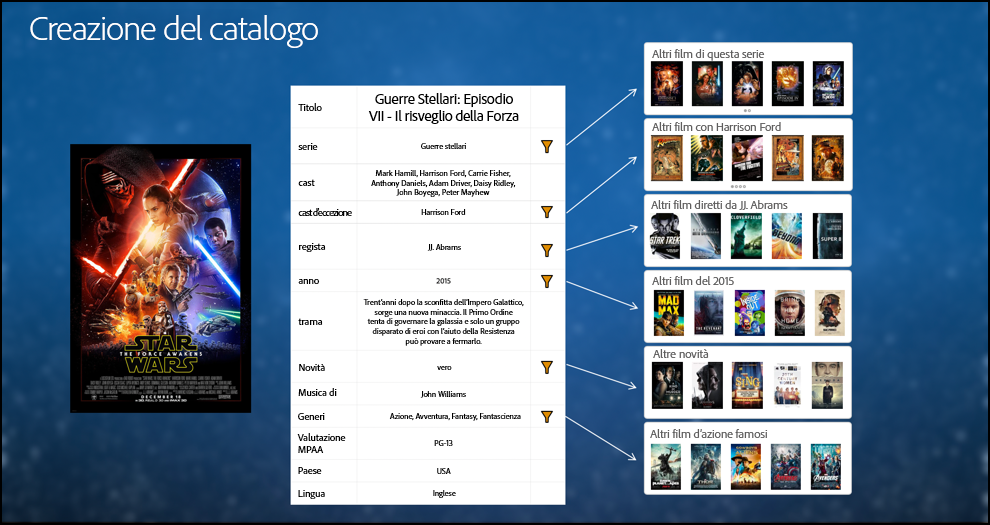 Creazione del catalogo
STAR
THE FORCE AWAKENS
WARS
DECEMBER 18
Titolo
Guerre Stellari: Episodio
VII - Il risveglio della Forza
serie
Guerre stellari
cast
Mark Hamill, Harrison Ford, Carrie Fisher,
Anthony Daniels, Adam Driver, Daisy Ridley,
John Boyega, Peter Mayhew
cast d'eccezione
Harrison Ford
regista
JJ. Abrams
anno
2015
trama
Trent'anni dopo la sconfitta dell'Impero Galattico,
sorge una nuova minaccia. Il Primo Ordine
tenta di governare la galassia e solo un gruppo
disparato di eroi con l'aiuto della Resistenza
può provare a fermarlo.
Novità
vero
Musica di
John Williams
Generi
Azione, Avventura, Fantasy, Fantascienza
Valutazione
MPAA
PG-13
Paese
USA
Lingua
Inglese
Altri film di questa serie
Altri film con Harrison Ford
Altri film diretti da JJ. Abrams
STAR TREK
CLOVERFIELD
BEYOND
SUPER 8
Altri film del 2015
MAD
MAX
THE REVENANT
INSIDE
OUT
BRING
HIM
HOME
Altre novità
SING
Altri film d'azione famosi
THOR
AVENGERS